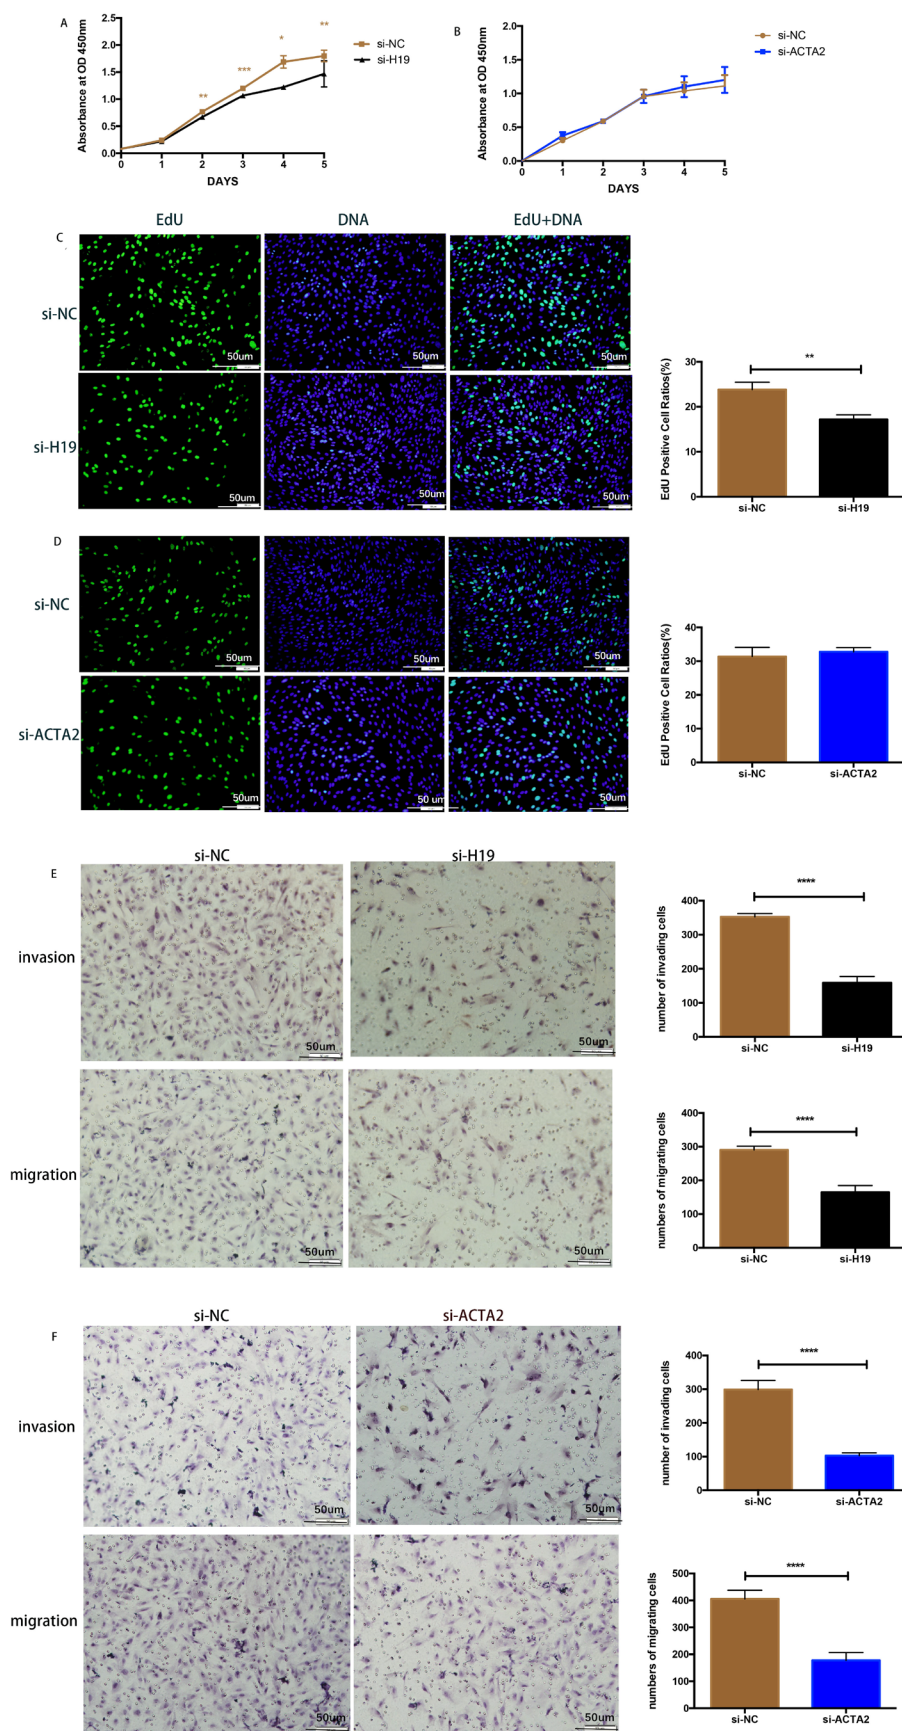 A
2.5
2.0
1.5
1.0
0.5
0.0
Absorbance at OD 450nm
**
***
*
**
0 1 2 3 4 5
DAYS
si-NC
si-H19
B
2.0
1.5
1.0
0.5
0.0
Absorbance at OD 450nm
0 1 2 3 4 5
DAYS
si-NC
si-ACTA2
EdU DNA EdU+DNA
C
si-NC
50um 50um 50um
si-H19
50um 50um 50um
EdU Positive Cell Ratios(%)
30
20
10
0
**
si-NC si-H19
D
si-NC
50um 50um 50um
si-ACTA2
50um 50 um 50um
EdU Positive Cell Ratios(%)
40
30
20
10
0
si-NC si-ACTA2
si-NC si-H19
E
invasion
50um 50um
number of invading cells
400
300
200
100
0
****
si-NC si-H19
migration
50um 50um
numbers of migrating cells
400
300
200
100
0
****
si-NC si-H19
si-NC si-ACTA2
F
invasion
50um 50um
number of invading cells
400
300
200
100
0
****
si-NC si-ACTA2
migration
50um 50um
numbers of migrating cells
500
400
300
200
100
0
****
si-NC si-ACTA2